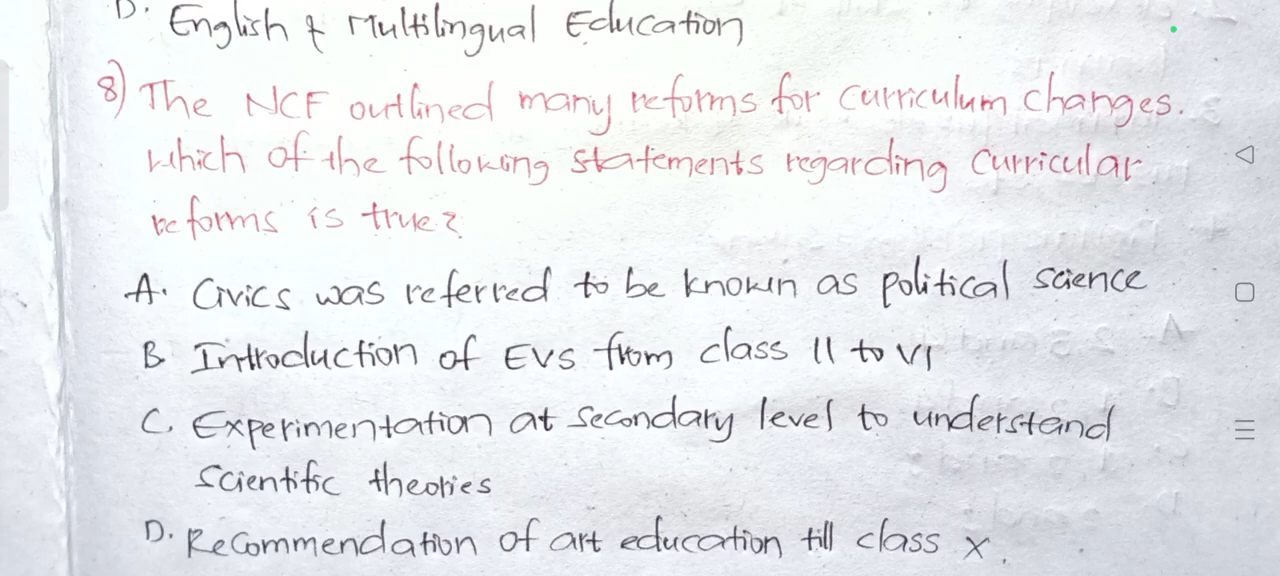 D. English & Multilingual Education
8) The NCF outlined many reforms for curriculum changes.
which of the following statements regarding curricular
reforms is true?
A. Civics was referred to be known as political science
B Introduction of EVS from class II to VI
C. Experimentation at secondary level to understand
scientific theories
D. Recommendation of art education till class X.